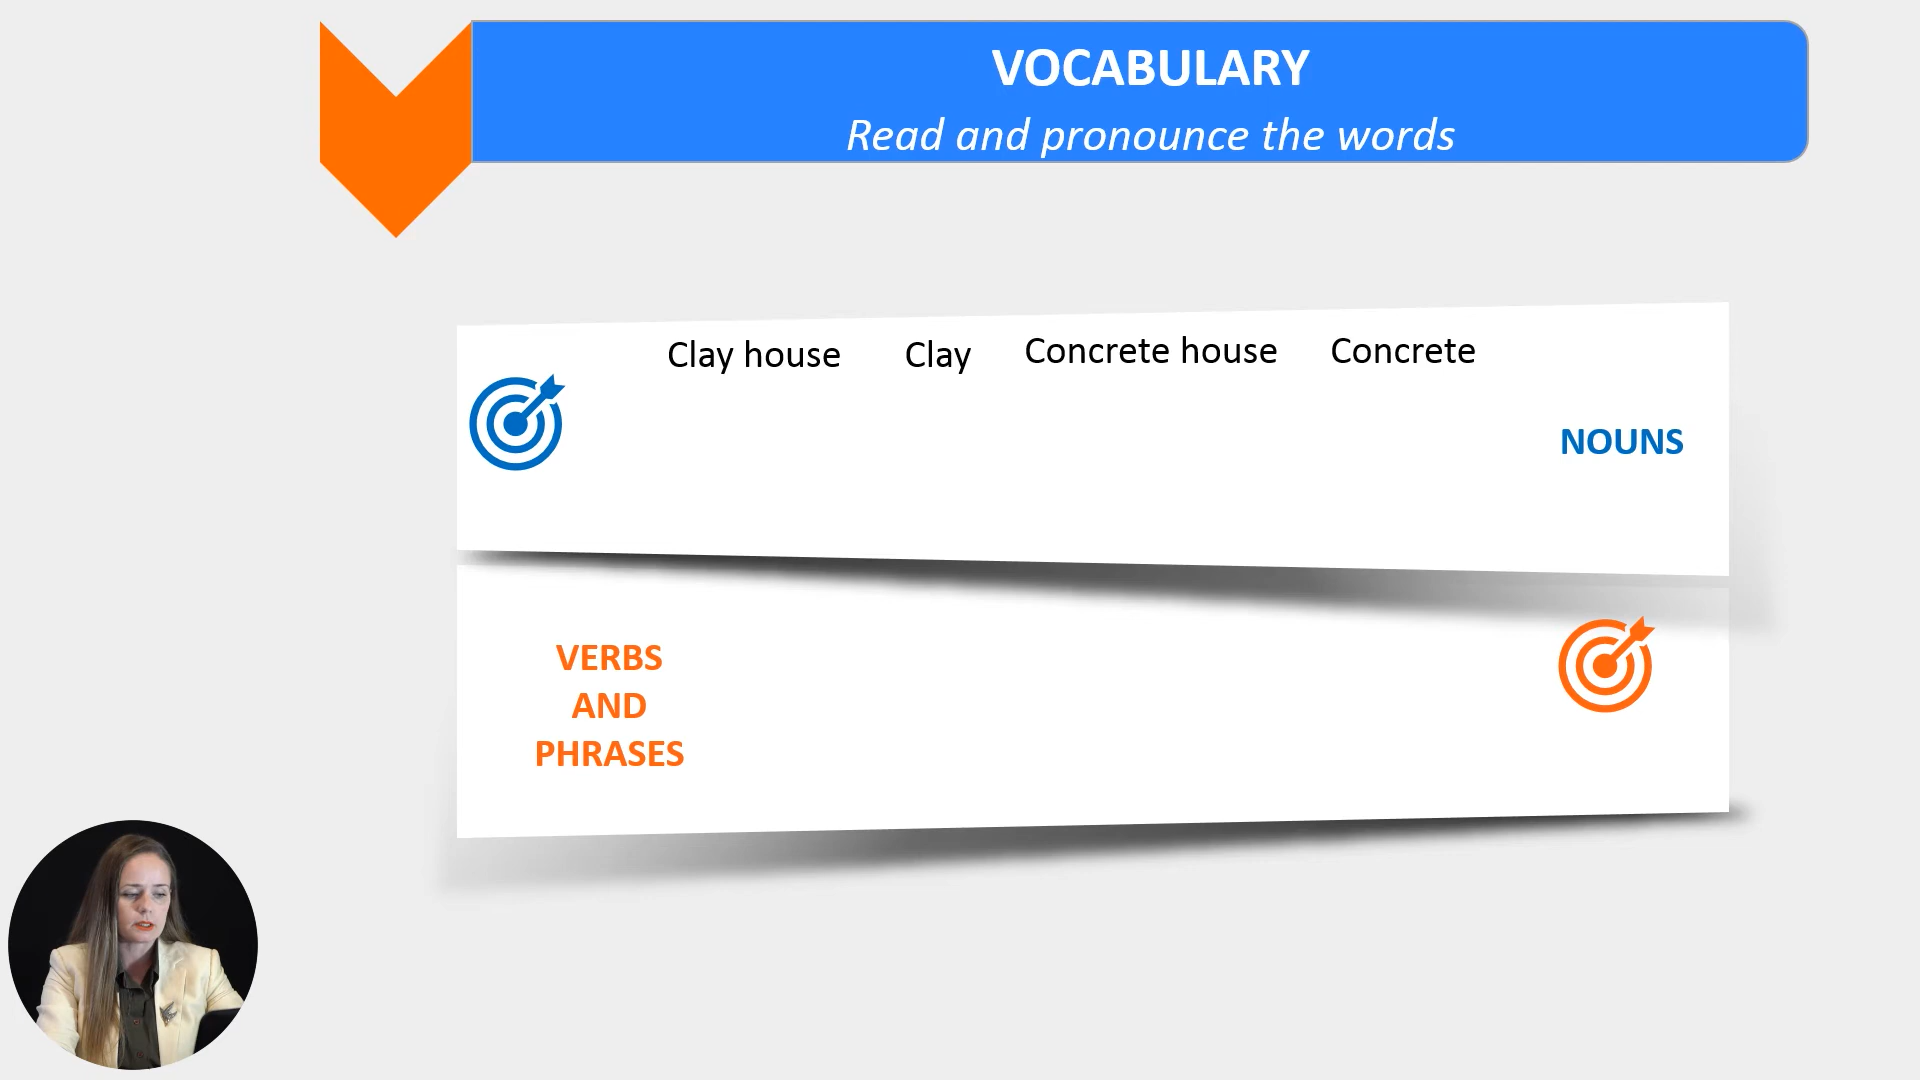 VOCABULARY
Read and pronounce the words
Clay house Clay Concrete house Concrete
NOUNS
VERBS
AND
PHRASES